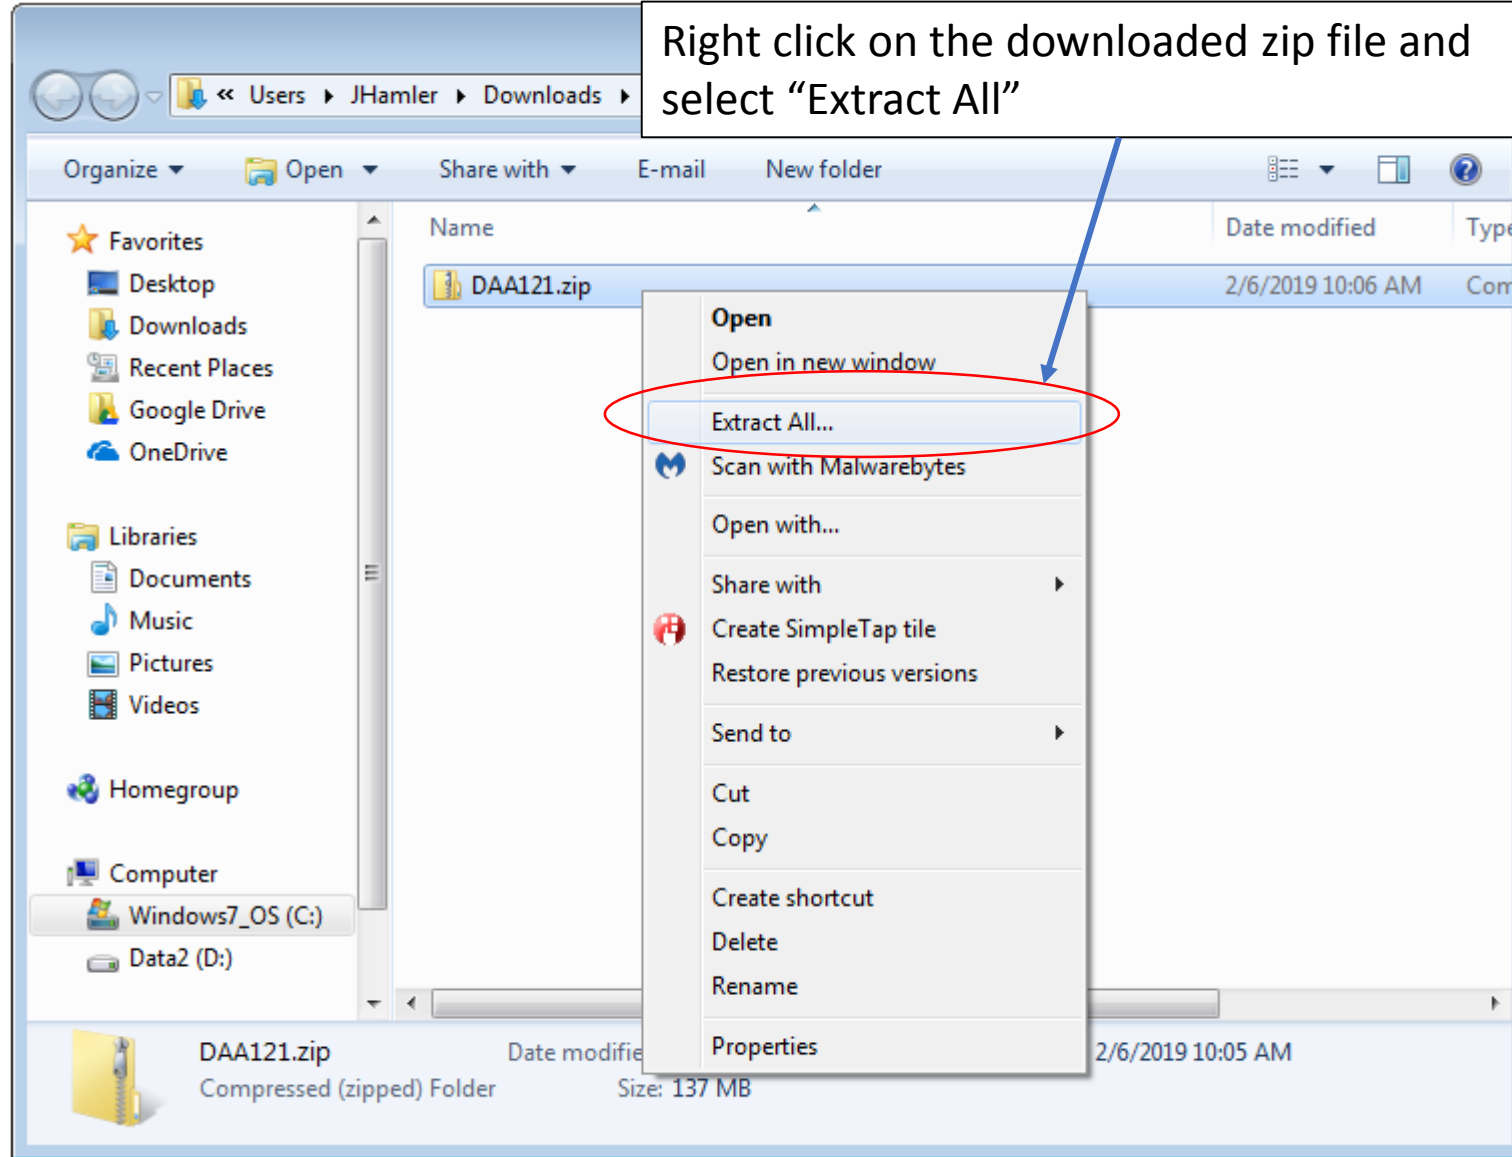 Right click on the downloaded zip file and
select “Extract All”
« Users JHamler Downloads
Organize Open Share with E-mail New folder
Name Date modified Type
DAA121.zip 2/6/2019 10:06 AM Com
Favorites
Desktop
Downloads
Recent Places
Google Drive
OneDrive
Libraries
Documents
Music
Pictures
Videos
Homegroup
Computer
Windows7_OS (C:)
Data2 (D:)
Open
Open in new window
Extract All...
Scan with Malwarebytes
Open with...
Share with
Create SimpleTap tile
Restore previous versions
Send to
Cut
Copy
Create shortcut
Delete
Rename
Properties
DAA121.zip Date modifie 2/6/2019 10:05 AM
Compressed (zipped) Folder Size: 137 MB